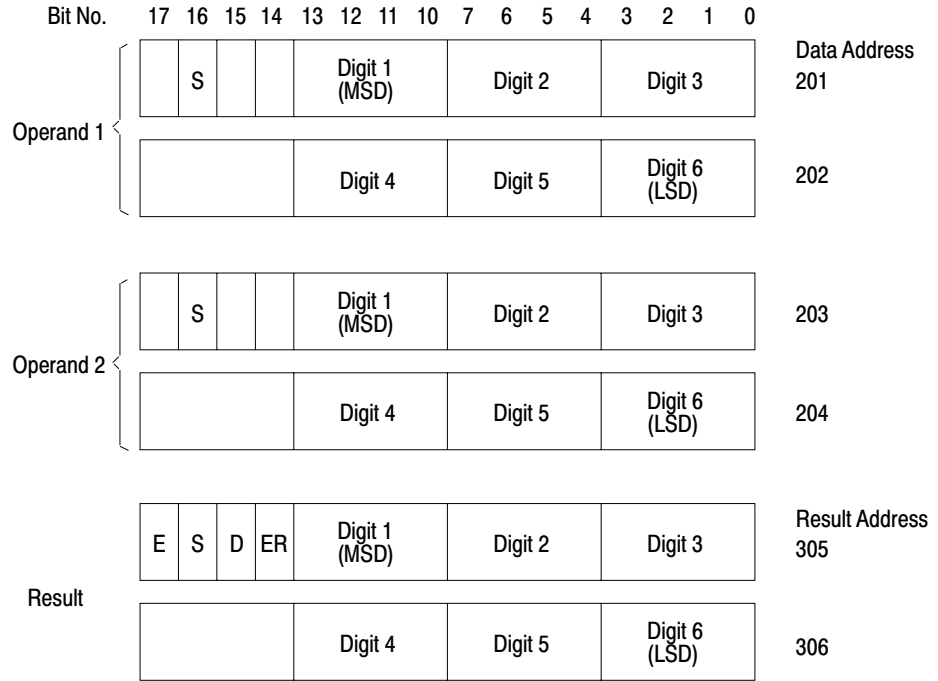 Bit No. 17 16 15 14 13 12 11 10 7 6 5 4 3 2 1 0
Data Address
S Digit 1 (MSD) Digit 2 Digit 3 201
Operand 1
Digit 4 Digit 5 Digit 6 (LSD) 202
S Digit 1 (MSD) Digit 2 Digit 3 203
Operand 2
Digit 4 Digit 5 Digit 6 (LSD) 204
Result Address
E S D ER Digit 1 (MSD) Digit 2 Digit 3 305
Result
Digit 4 Digit 5 Digit 6 (LSD) 306